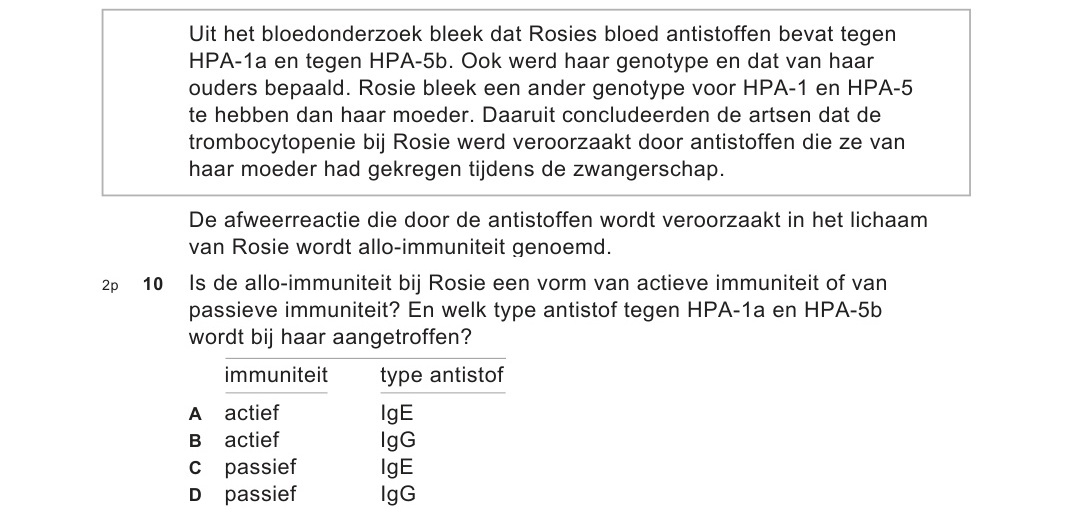 Uit het bloedonderzoek bleek dat Rosies bloed antistoffen bevat tegen
HPA-1a en tegen HPA-5b. Ook werd haar genotype en dat van haar
ouders bepaald. Rosie bleek een ander genotype voor HPA-1 en HPA-5
te hebben dan haar moeder. Daaruit concludeerden de artsen dat de
trombocytopenie bij Rosie werd veroorzaakt door antistoffen die ze van
haar moeder had gekregen tijdens de zwangerschap.
De afweerreactie die door de antistoffen wordt veroorzaakt in het lichaam
van Rosie wordt allo-immuniteit genoemd.
2p 10 Is de allo-immuniteit bij Rosie een vorm van actieve immuniteit of van
passieve immuniteit? En welk type antistof tegen HPA-1a en HPA-5b
wordt bij haar aangetroffen?
immuniteit type antistof
A actief IgE
B actief IgG
C passief IgE
D passief IgG